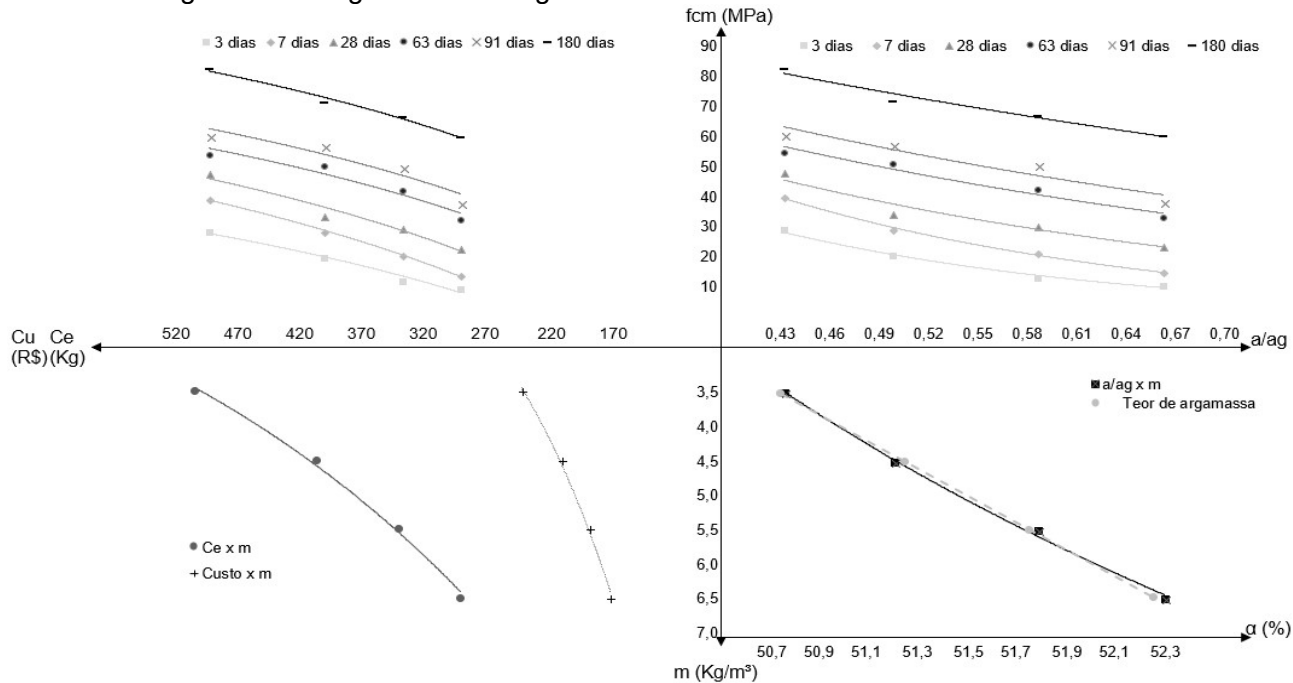 fcm (MPa)
3 dias 7 dias 28 dias 63 dias 91 dias 180 dias
3 dias 7 dias 28 dias 63 dias 91 dias 180 dias
90
80
70
60
50
40
30
20
10
Cu Ce
(R$) (Kg)
520 470 420 370 320 270 220 170
0,43 0,46 0,49 0,52 0,55 0,58 0,61 0,64 0,67 0,70
a/ag
3,5
4,0
4,5
5,0
5,5
6,0
6,5
7,0
a/ag x m
Teor de argamassa
Ce x m
Custo x m
α (%)
50,7 50,9 51,1 51,3 51,5 51,7 51,9 52,1 52,3
m (Kg/m³)